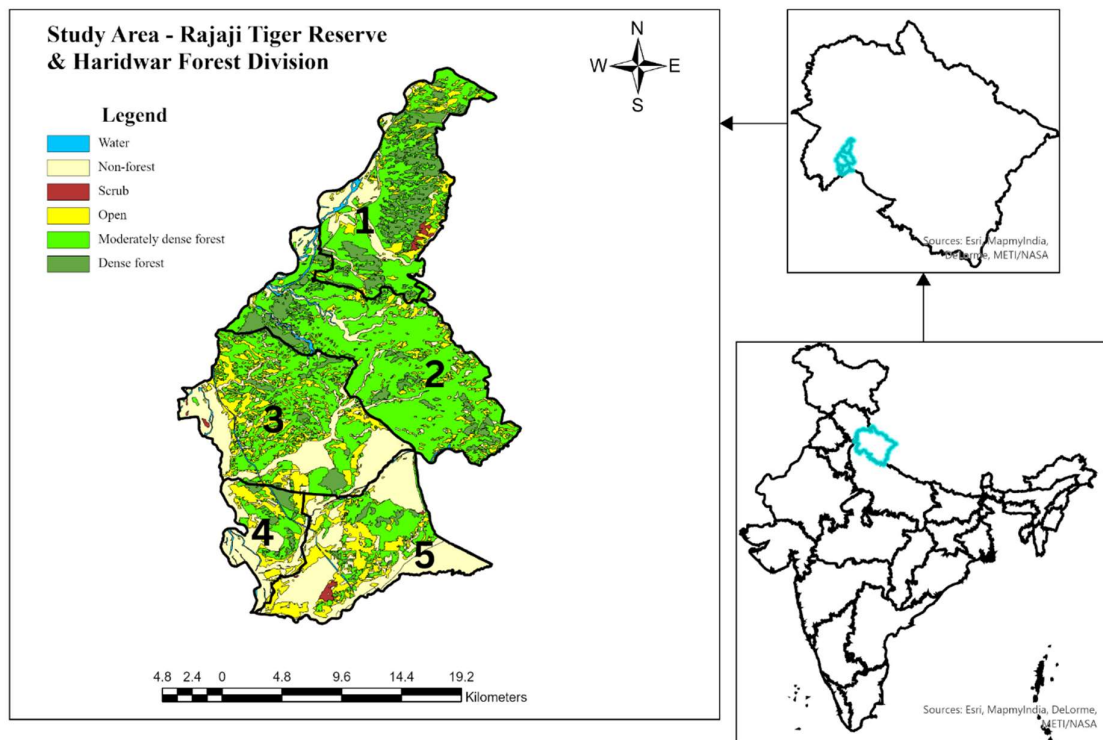 Study Area - Rajaji Tiger Reserve
& Haridwar Forest Division
N
W E
S
Legend
Water
Non-forest
Scrub
Open
Moderately dense forest
Dense forest
1
2
3
4
5
4.8 2.4 0 4.8 9.6 14.4 19.2
Kilometers
Sources: Esri, MapmyIndia,
DeLorme, METI/NASA
Sources: Esri, MapmyIndia, DeLorme,
METI/NASA